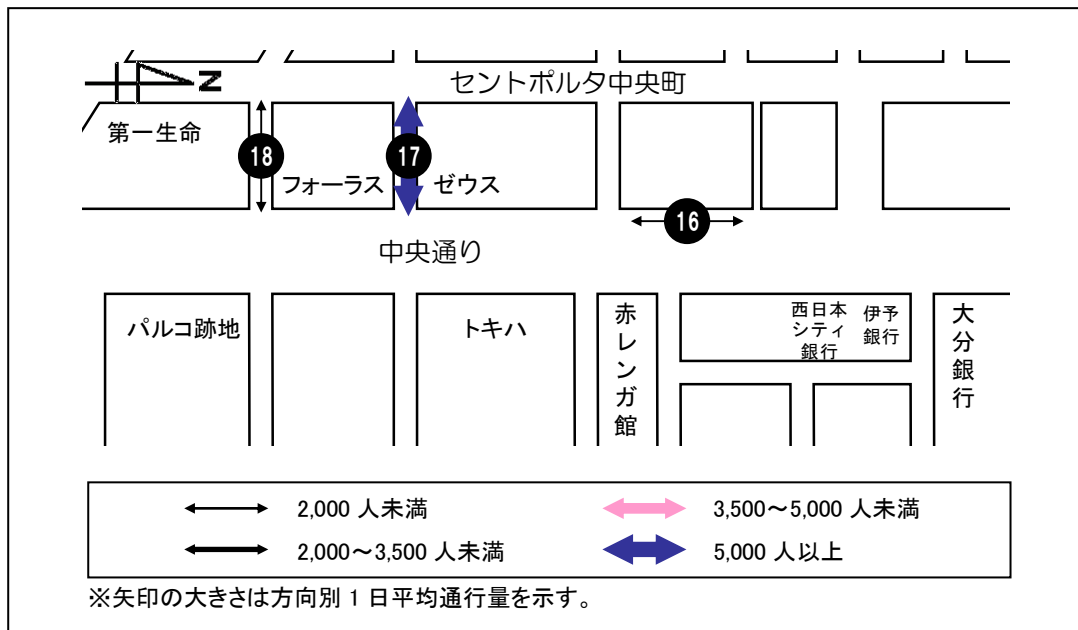 セントポルタ中央町
N
第一生命
18
フォーラス
17
ゼウス
16
中央通り
パルコ跡地
トキハ
赤レンガ館
西日本
シティ
銀行
伊予
銀行
大分銀行
2,000 人未満
3,500～5,000 人未満
2,000～3,500 人未満
5,000 人以上
※矢印の大きさは方向別 1 日平均通行量を示す。